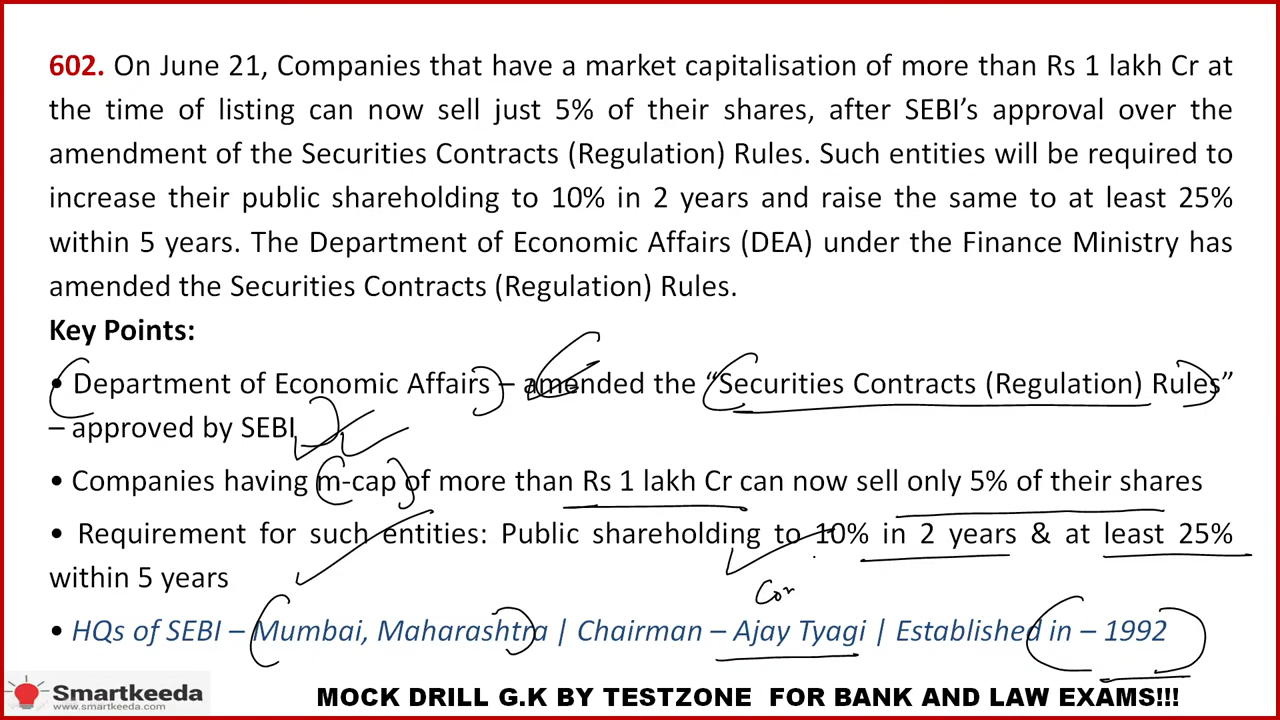 602. On June 21, Companies that have a market capitalisation of more than Rs 1 lakh Cr at
the time of listing can now sell just 5% of their shares, after SEBI’s approval over the
amendment of the Securities Contracts (Regulation) Rules. Such entities will be required to
increase their public shareholding to 10% in 2 years and raise the same to at least 25%
within 5 years. The Department of Economic Affairs (DEA) under the Finance Ministry has
amended the Securities Contracts (Regulation) Rules.
Key Points:
• Department of Economic Affairs – amended the “Securities Contracts (Regulation) Rules”
– approved by SEBI
• Companies having m-cap of more than Rs 1 lakh Cr can now sell only 5% of their shares
• Requirement for such entities: Public shareholding to 10% in 2 years & at least 25%
within 5 years
• HQs of SEBI – Mumbai, Maharashtra | Chairman – Ajay Tyagi | Established in – 1992
Smartkeeda
www.smartkeeda.com
MOCK DRILL G.K BY TESTZONE FOR BANK AND LAW EXAMS!!!